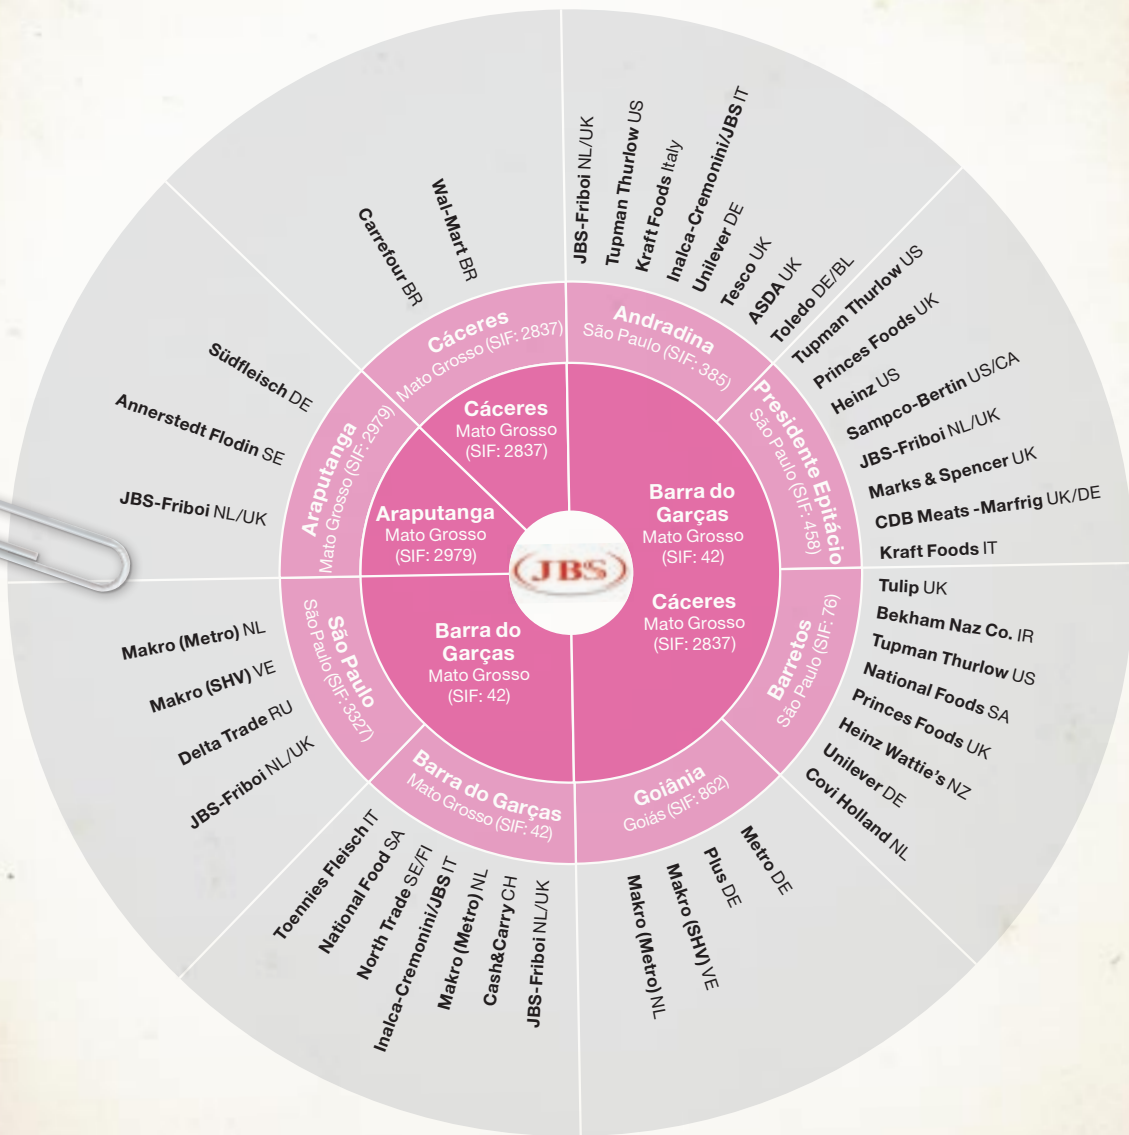 JBS
Cáceres
Mato Grosso
(SIF: 2837)
Barra do
Garças
Mato Grosso
(SIF: 42)
Cáceres
Mato Grosso
(SIF: 2837)
Barra do
Garças
Mato Grosso
(SIF: 42)
Araputanga
Mato Grosso
(SIF: 2979)
Andradina
São Paulo (SIF: 385)
JBS-Friboi NL/UK
Tupman Thurlow US
Kraft Foods Italy
Inalca-Cremonini/JBS IT
Unilever DE
Tesco UK
ASDA UK
Toledo DE/BL
Presidente Epitácio
São Paulo (SIF: 458)
Tupman Thurlow US
Princes Foods UK
Heinz US
Sampco-Bertin US/CA
JBS-Friboi NL/UK
Marks & Spencer UK
CDB Meats -Marfrig UK/DE
Kraft Foods IT
Barretos
São Paulo (SIF: 76)
Tulip UK
Bekham Naz Co. IR
Tupman Thurlow US
National Foods SA
Princes Foods UK
Heinz Wattie's NZ
Unilever DE
Covi Holland NL
Goiânia
Goiás (SIF: 862)
Metro DE
Plus DE
Makro (SHV) VE
Makro (Metro) NL
Barra do Garças
Mato Grosso (SIF: 42)
JBS-Friboi NL/UK
Cash&Carry CH
Makro (Metro) NL
Inalca-Cremonini/JBS IT
North Trade SE/FI
National Food SA
Toennies Fleisch IT
São Paulo
São Paulo (SIF: 3327)
JBS-Friboi NL/UK
Delta Trade RU
Makro (SHV) VE
Makro (Metro) NL
Araputanga
Mato Grosso (SIF: 2979)
JBS-Friboi NL/UK
Annerstedt Flodin SE
Südfleisch DE
Cáceres
Mato Grosso (SIF: 2837)
Carrefour BR
Wal-Mart BR